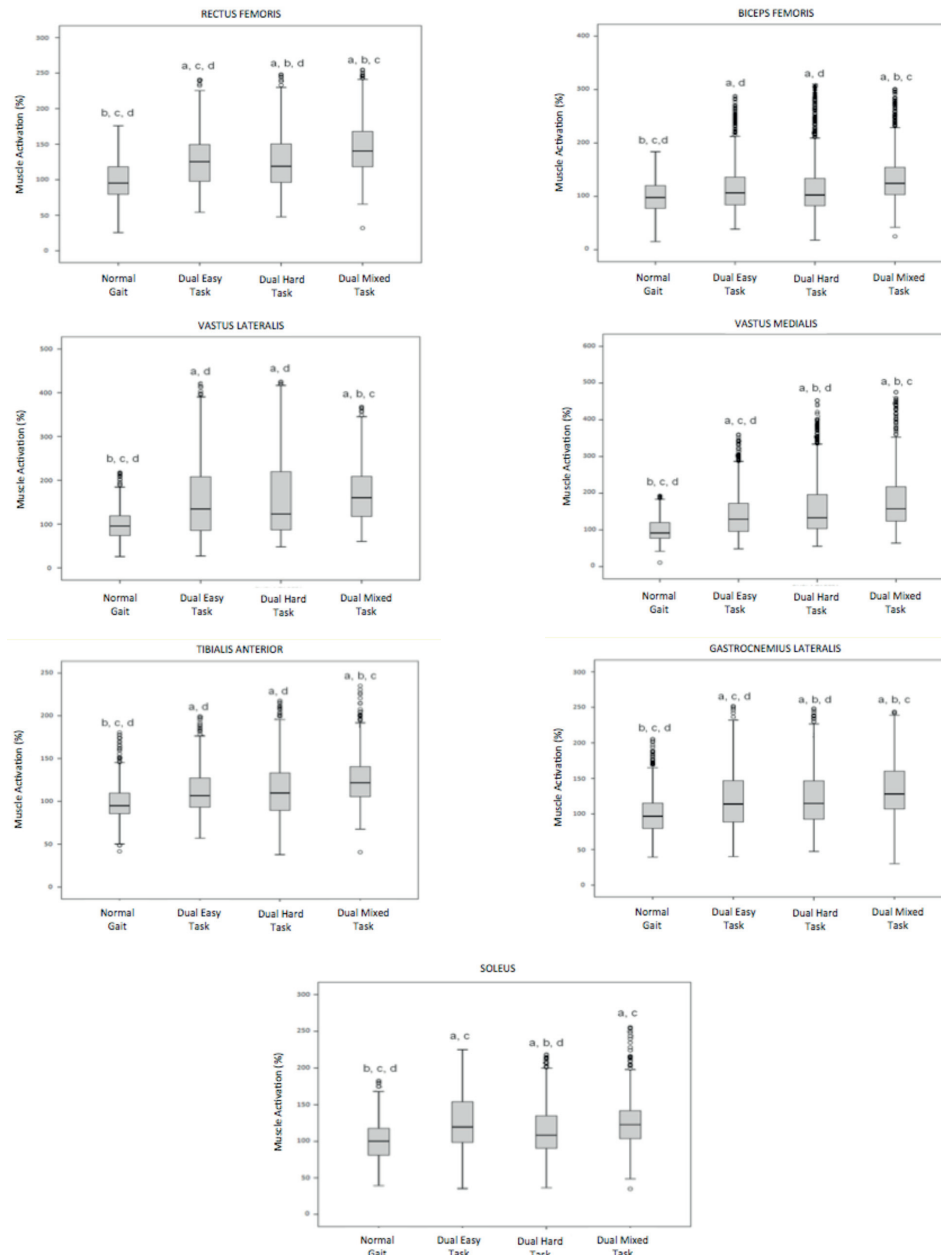 RECTUS FEMORIS
Muscle Activation (%)
300
250
200
150
100
50
0
b, c, d
a, c, d
a, b, d
a, b, c
Normal Gait
Dual Easy Task
Dual Hard Task
Dual Mixed Task
BICEPS FEMORIS
Muscle Activation (%)
400
300
200
100
0
b, c,d
a, d
a, d
a, b, c
Normal Gait
Dual Easy Task
Dual Hard Task
Dual Mixed Task
VASTUS LATERALIS
Muscle Activation (%)
500
400
300
200
100
0
b, c, d
a, d
a, d
a, b, c
Normal Gait
Dual Easy Task
Dual Hard Task
Dual Mixed Task
VASTUS MEDIALIS
Muscle Activation (%)
600
500
400
300
200
100
0
b, c, d
a, c, d
a, b, d
a, b, c
Normal Gait
Dual Easy Task
Dual Hard Task
Dual Mixed Task
TIBIALIS ANTERIOR
Muscle Activation (%)
250
200
150
100
50
0
b, c, d
a, d
a, d
a, b, c
Normal Gait
Dual Easy Task
Dual Hard Task
Dual Mixed Task
GASTROCNEMIUS LATERALIS
Muscle Activation (%)
300
250
200
150
100
50
0
b, c, d
a, c, d
a, b, d
a, b, c
Normal Gait
Dual Easy Task
Dual Hard Task
Dual Mixed Task
SOLEUS
Muscle Activation (%)
300
250
200
150
100
50
0
b, c, d
a, c
a, b, d
a, c
Normal Gait
Dual Easy Task
Dual Hard Task
Dual Mixed Task